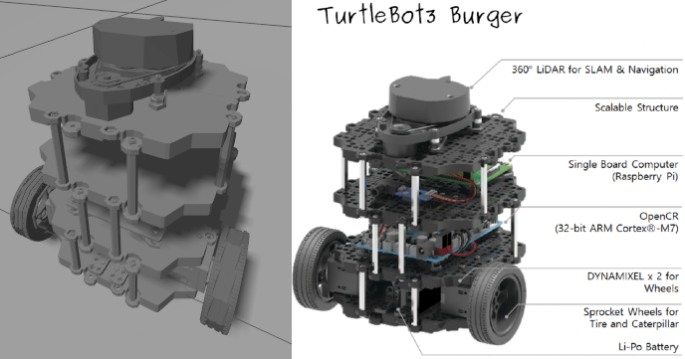 TurtleBot3 Burger
360° LiDAR for SLAM & Navigation
Scalable Structure
Single Board Computer
(Raspberry Pi)
OpenCR
(32-bit ARM Cortex®-M7)
DYNAMIXEL x 2 for
Wheels
Sprocket Wheels for
Tire and Caterpillar
Li-Po Battery